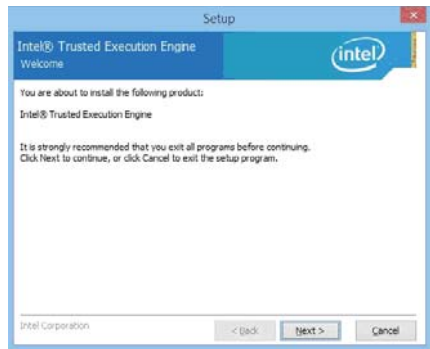 Setup
Intel® Trusted Execution Engine
Welcome
intel
You are about to install the following product:
Intel® Trusted Execution Engine
It is strongly recommended that you exit all programs before continuing.
Click Next to continue, or click Cancel to exit the setup program.
Intel Corporation
< Back
Next >
Cancel